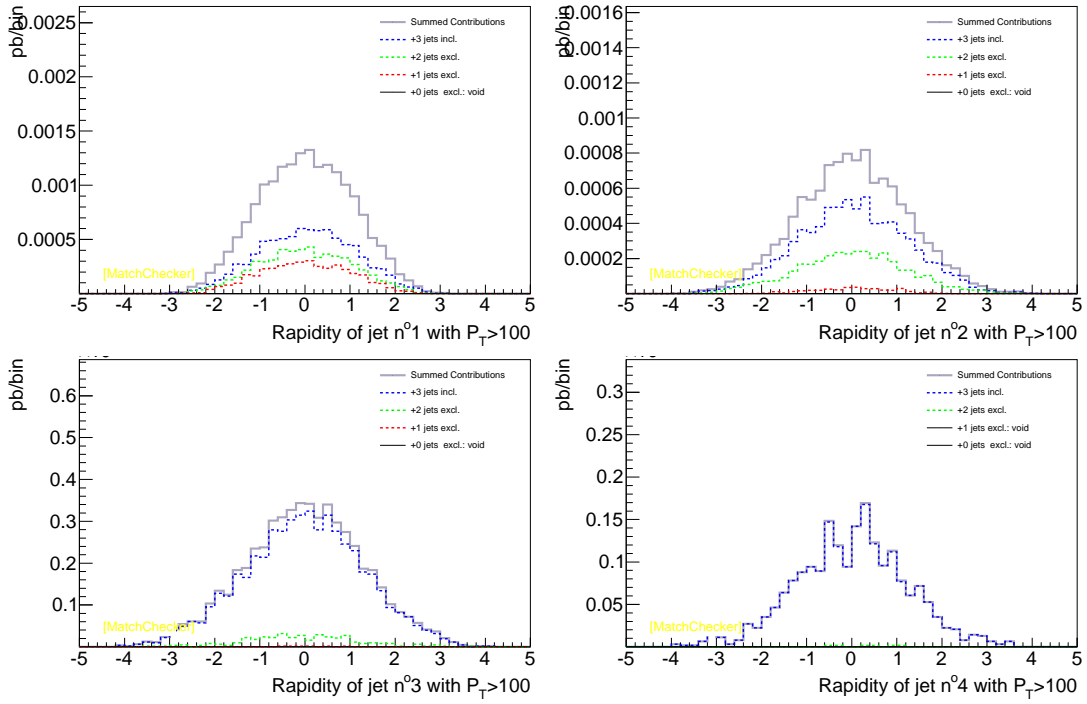 pb/bin
0.0025
0.002
0.0015
0.001
0.0005
Summed Contributions
+3 jets incl.
+2 jets excl.
+1 jets excl.
+0 jets excl.: void
[MatchChecker]
-5 -4 -3 -2 -1 0 1 2 3 4 5
Rapidity of jet nº1 with P_T>100
pb/bin
0.0016
0.0014
0.0012
0.001
0.0008
0.0006
0.0004
0.0002
Summed Contributions
+3 jets incl.
+2 jets excl.
+1 jets excl.
+0 jets excl.: void
[MatchChecker]
-5 -4 -3 -2 -1 0 1 2 3 4 5
Rapidity of jet nº2 with P_T>100
pb/bin
0.6
0.5
0.4
0.3
0.2
0.1
Summed Contributions
+3 jets incl.
+2 jets excl.
+1 jets excl.
+0 jets excl.: void
[MatchChecker]
-5 -4 -3 -2 -1 0 1 2 3 4 5
Rapidity of jet nº3 with P_T>100
pb/bin
0.3
0.25
0.2
0.15
0.1
0.05
Summed Contributions
+3 jets incl.
+2 jets excl.
+1 jets excl.: void
+0 jets excl.: void
[MatchChecker]
-5 -4 -3 -2 -1 0 1 2 3 4 5
Rapidity of jet nº4 with P_T>100